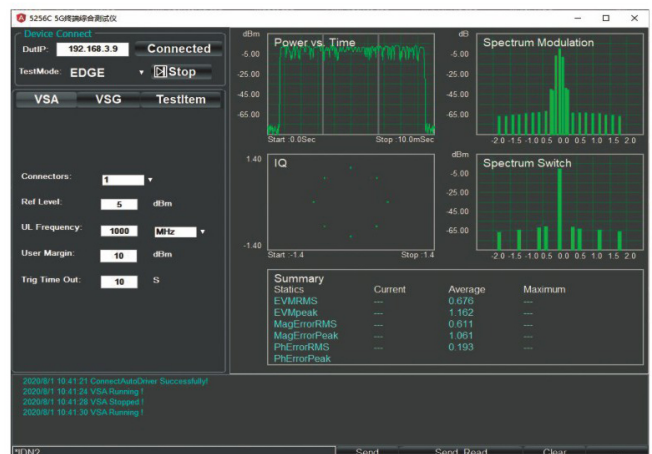 5256C 5G终端综合测试仪
Device Connect
DutIP: 192.168.3.9 Connected
TestMode: EDGE Stop
VSA VSG TestItem
Connectors: 1
Ref Level: 5 dBm
UL Frequency: 1000 MHz
User Margin: 10 dBm
Trig Time Out: 10 S
dBm
Power vs. Time
-5.00
-25.00
-45.00
-65.00
Start :0.0Sec Stop :10.0mSec
dB
Spectrum Modulation
-5.00
-25.00
-45.00
-65.00
-2.0 -1.5 -1.0 0.5 0.0 0.5 1.0 1.5 2.0
1.40
IQ
-1.40
Start :-1.4 Stop :1.4
dBm
Spectrum Switch
-5.00
-25.00
-45.00
-65.00
-2.0 -1.5 -1.0 0.5 0.0 0.5 1.0 1.5 2.0
Summary
Statics Current Average Maximum
EVMRMS --- 0.676 ---
EVMpeak --- 1.162 ---
MagErrorRMS --- 0.611 ---
MagErrorPeak --- 1.061 ---
PhErrorRMS --- 0.193 ---
PhErrorPeak
2020/8/1 10:41:21 ConnectAutoDriver Successfully!
2020/8/1 10:41:24 VSA Running !
2020/8/1 10:41:28 VSA Stopped !
2020/8/1 10:41:30 VSA Running !
*IDN? Send Send_Read Clear